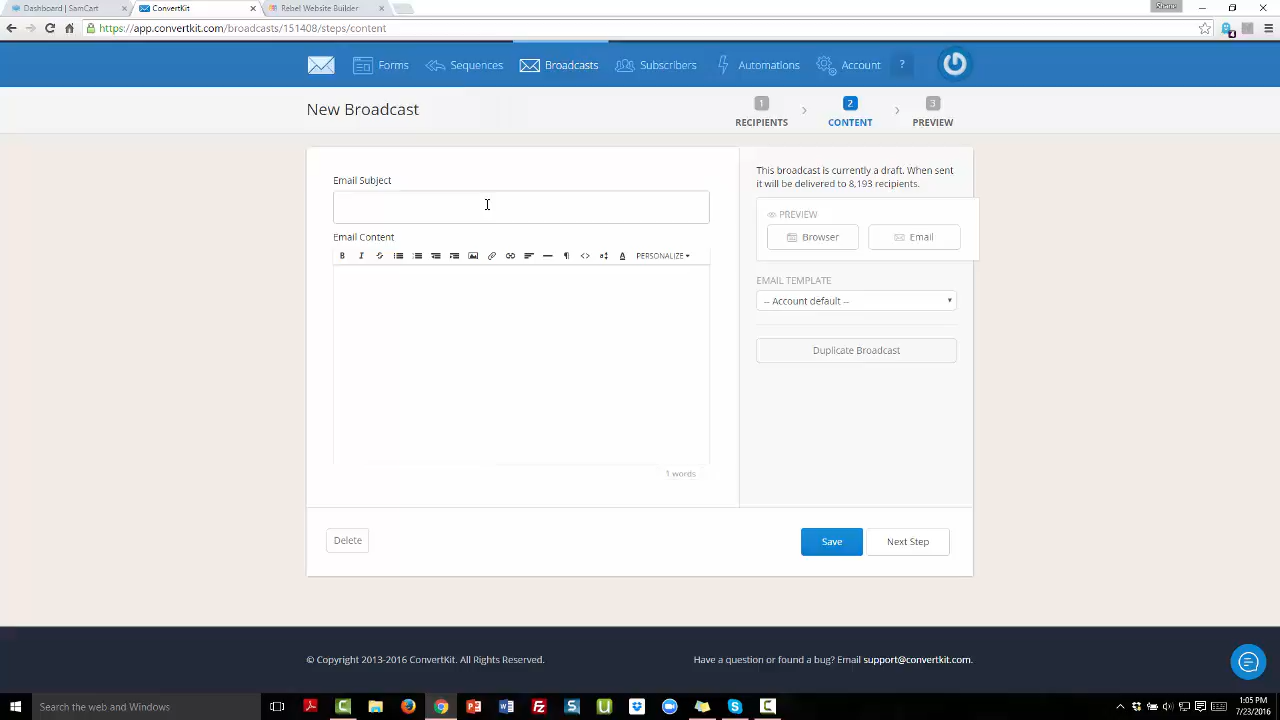 Dashboard | SamCart
ConvertKit
Rebel Website Builder
Shane
https://app.convertkit.com/broadcasts/151408/steps/content
Forms
Sequences
Broadcasts
Subscribers
Automations
Account
?
New Broadcast
1
RECIPIENTS
2
CONTENT
3
PREVIEW
Email Subject
Email Content
B I S PERSONALIZE
1 words
This broadcast is currently a draft. When sent
it will be delivered to 8,193 recipients.
PREVIEW
Browser
Email
EMAIL TEMPLATE
-- Account default --
Duplicate Broadcast
Delete
Save
Next Step
© Copyright 2013-2016 ConvertKit. All Rights Reserved.
Have a question or found a bug? Email support@convertkit.com.
Search the web and Windows
1:05 PM
7/23/2016